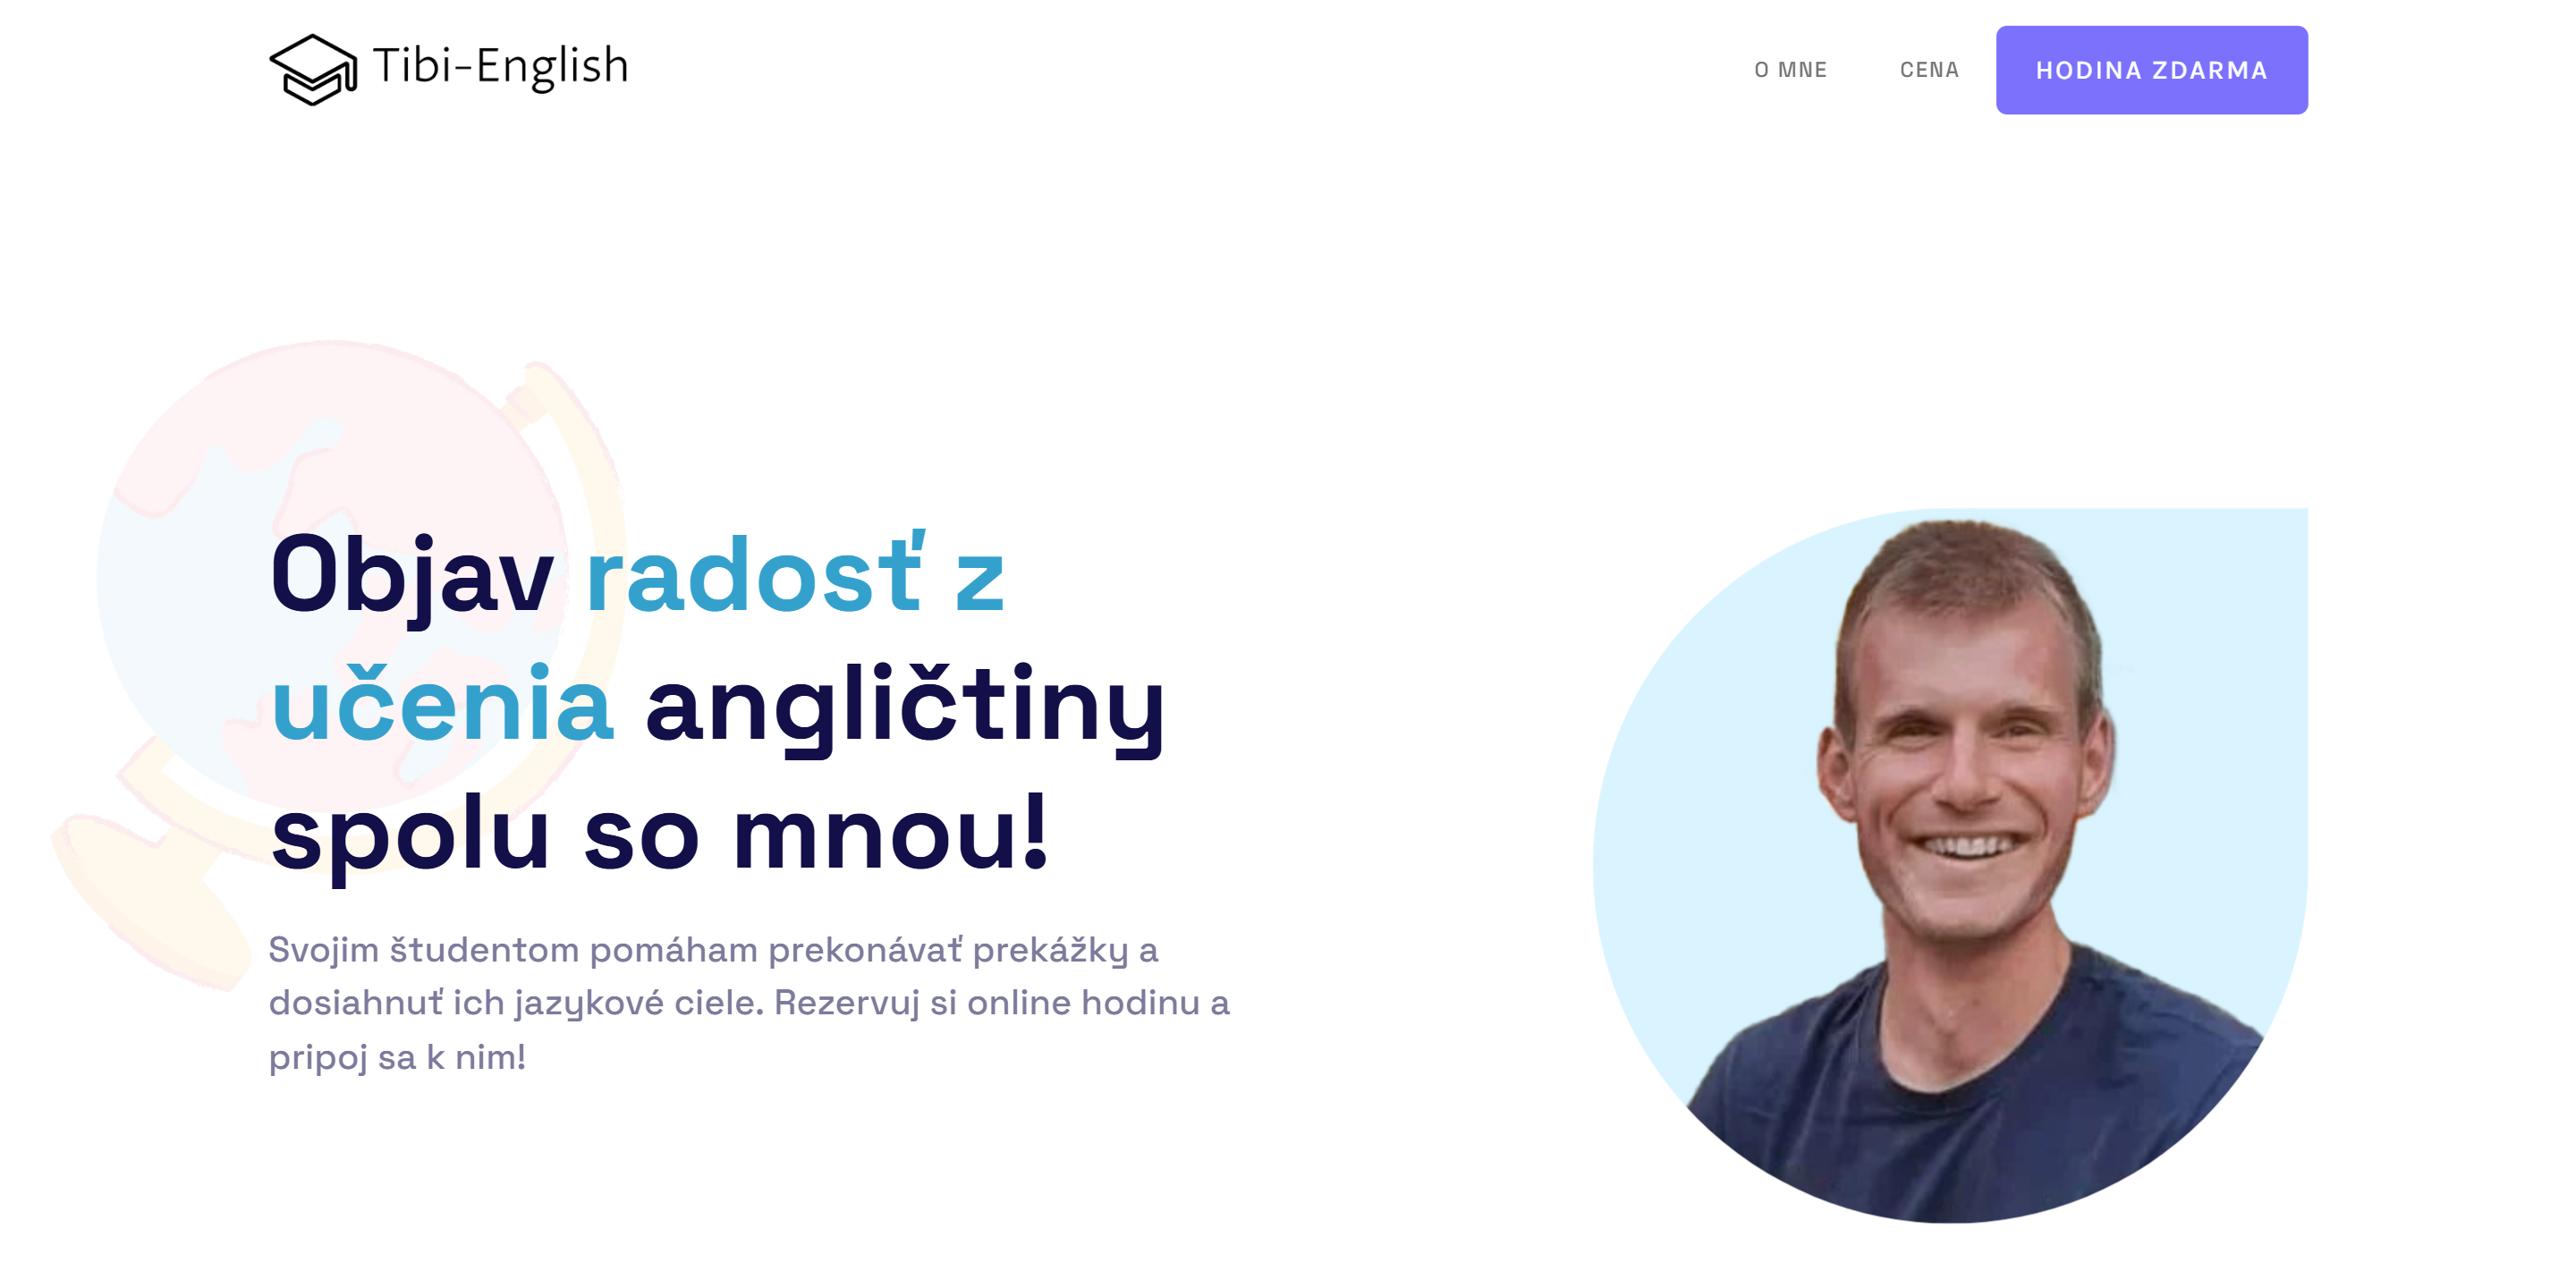 Tibi-English
O MNE
CENA
HODINA ZDARMA
Objav radosť z
učenia angličtiny
spolu so mnou!
Svojim študentom pomáham prekonávať prekážky a
dosiahnuť ich jazykové ciele. Rezervuj si online hodinu a
pripoj sa k nim!